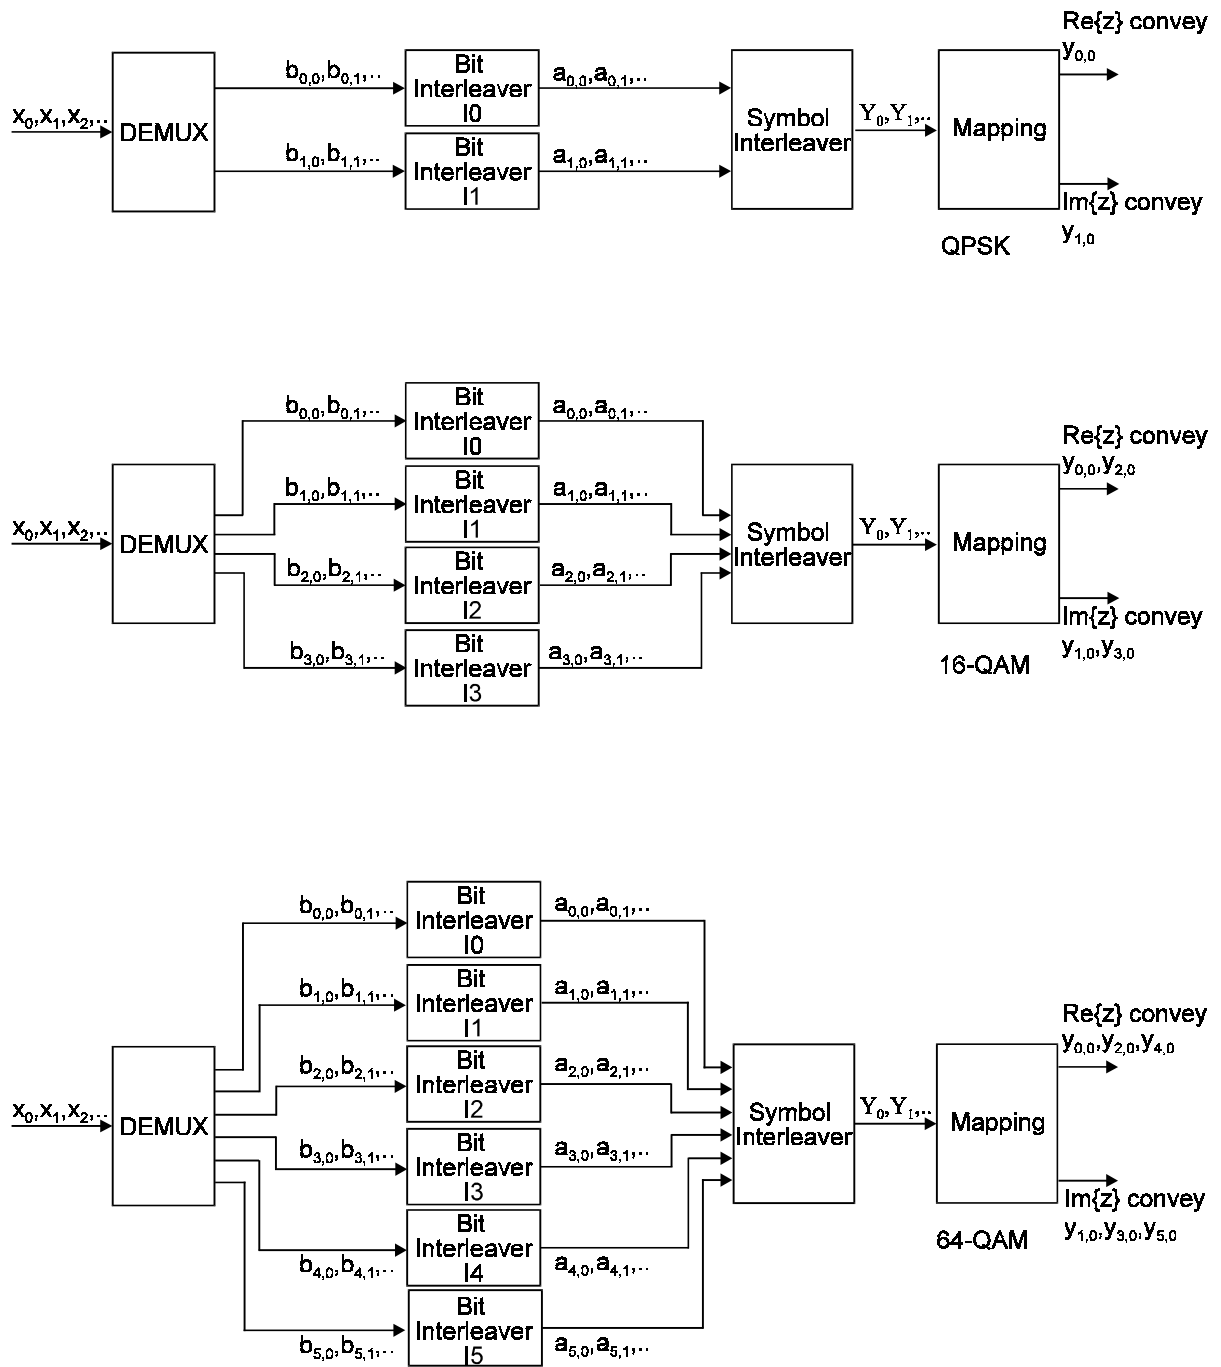 x0,x1,x2,..
DEMUX
b0,0,b0,1,..
Bit
Interleaver
I0
a0,0,a0,1,..
b1,0,b1,1,..
Bit
Interleaver
I1
a1,0,a1,1,..
Symbol
Interleaver
Y0,Y1,..
Mapping
Re{z} convey
y0,0
Im{z} convey
y1,0
QPSK
x0,x1,x2,..
DEMUX
b0,0,b0,1,..
Bit
Interleaver
I0
a0,0,a0,1,..
b1,0,b1,1,..
Bit
Interleaver
I1
a1,0,a1,1,..
b2,0,b2,1,..
Bit
Interleaver
I2
a2,0,a2,1,..
b3,0,b3,1,..
Bit
Interleaver
I3
a3,0,a3,1,..
Symbol
Interleaver
Y0,Y1,..
Mapping
Re{z} convey
y0,0,y2,0
Im{z} convey
y1,0,y3,0
16-QAM
x0,x1,x2,..
DEMUX
b0,0,b0,1,..
Bit
Interleaver
I0
a0,0,a0,1,..
b1,0,b1,1,..
Bit
Interleaver
I1
a1,0,a1,1,..
b2,0,b2,1,..
Bit
Interleaver
I2
a2,0,a2,1,..
b3,0,b3,1,..
Bit
Interleaver
I3
a3,0,a3,1,..
b4,0,b4,1,..
Bit
Interleaver
I4
a4,0,a4,1,..
b5,0,b5,1,..
Bit
Interleaver
I5
a5,0,a5,1,..
Symbol
Interleaver
Y0,Y1,..
Mapping
Re{z} convey
y0,0,y2,0,y4,0
Im{z} convey
y1,0,y3,0,y5,0
64-QAM